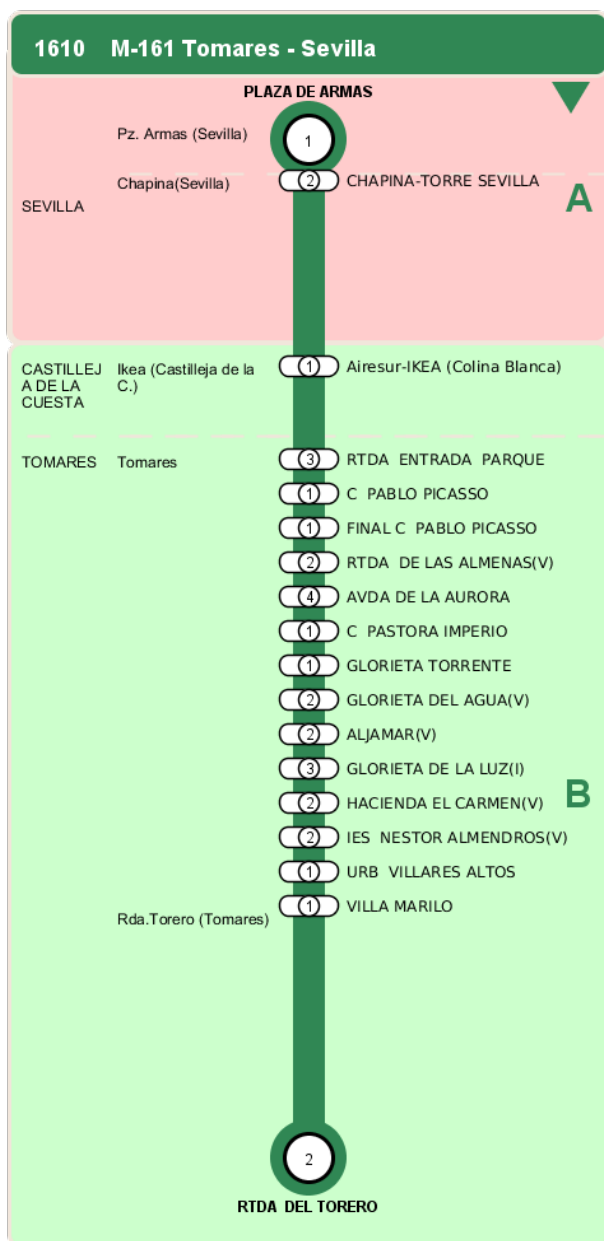 1610 M-161 Tomares - Sevilla
PLAZA DE ARMAS
Pz. Armas (Sevilla)
1
Chapina(Sevilla)
2
CHAPINA-TORRE SEVILLA
A
SEVILLA
CASTILLEJ
A DE LA
CUESTA
Ikea (Castilleja de la
C.)
1
Airesur-IKEA (Colina Blanca)
TOMARES
Tomares
3
RTDA ENTRADA PARQUE
1
C PABLO PICASSO
1
FINAL C PABLO PICASSO
2
RTDA DE LAS ALMENAS(V)
4
AVDA DE LA AURORA
1
C PASTORA IMPERIO
1
GLORIETA TORRENTE
2
GLORIETA DEL AGUA(V)
2
ALJAMAR(V)
3
GLORIETA DE LA LUZ(I)
B
2
HACIENDA EL CARMEN(V)
2
IES NESTOR ALMENDROS(V)
1
URB VILLARES ALTOS
1
VILLA MARILO
Rda.Torero (Tomares)
2
RTDA DEL TORERO